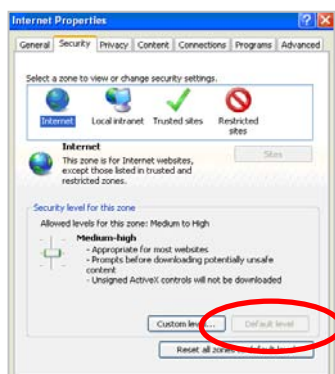 Internet Properties
General Security Privacy Content Connections Programs Advanced
Select a zone to view or change security settings.
Internet Local intranet Trusted sites Restricted
sites
Internet
Sites
This zone is for Internet websites,
except those listed in trusted and
restricted zones.
Security level for this zone
Allowed levels for this zone: Medium to High
Medium-high
- Appropriate for most websites
- Prompts before downloading potentially unsafe
content
- Unsigned ActiveX controls will not be downloaded
Custom level... Default level
Reset all zones to default level